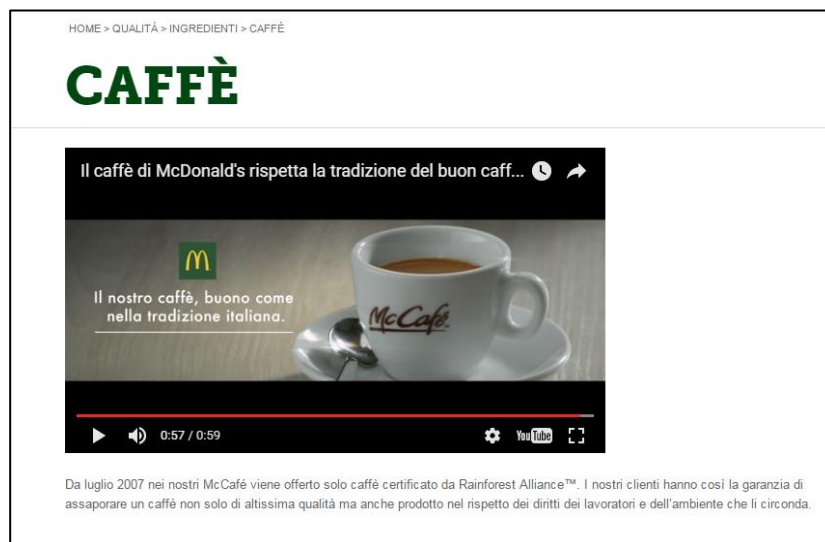 HOME > QUALITÀ > INGREDIENTI > CAFFÈ
CAFFÈ
Il caffè di McDonald's rispetta la tradizione del buon caff...
Il nostro caffè, buono come
nella tradizione italiana.
McCafé.
0:57 / 0:59
YouTube
Da luglio 2007 nei nostri McCafé viene offerto solo caffè certificato da Rainforest Alliance™. I nostri clienti hanno così la garanzia di
assaporare un caffè non solo di altissima qualità ma anche prodotto nel rispetto dei diritti dei lavoratori e dell'ambiente che li circonda.